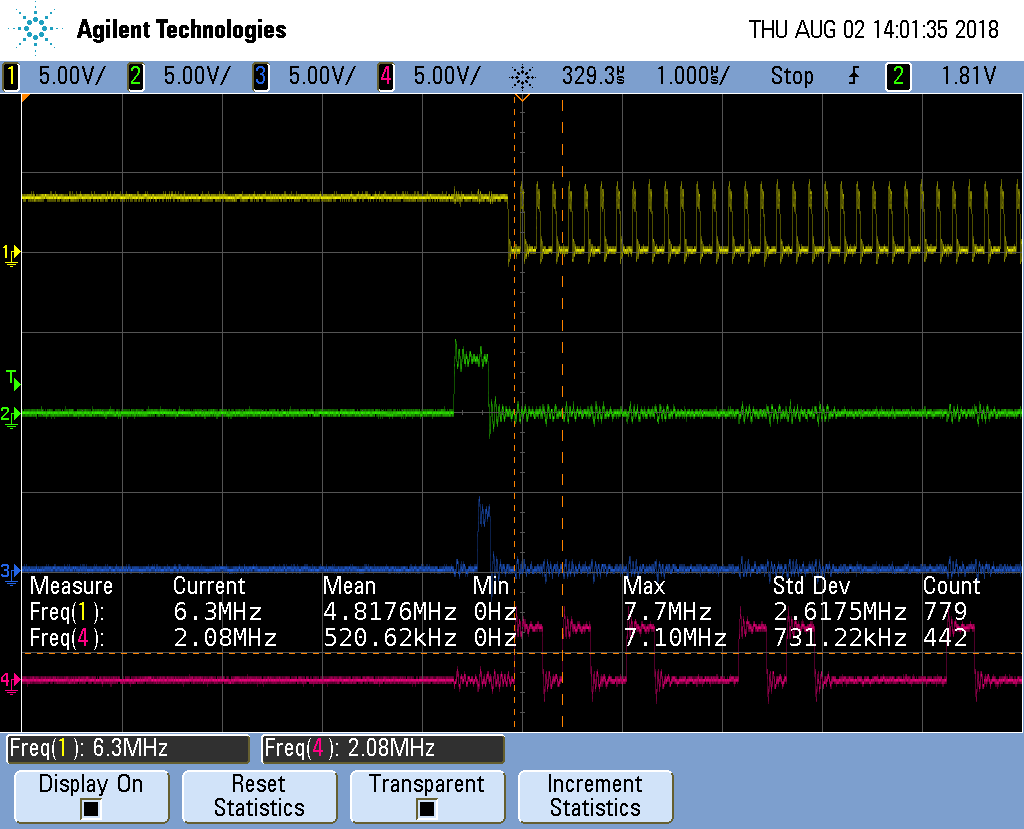 Agilent Technologies THU AUG 02 14:01:35 2018
1 5.00V/ 2 5.00V/ 3 5.00V/ 4 5.00V/ 329.3µs 1.000µs/ Stop 2 1.81V
1
T
2
3
Measure Current Mean Min Max Std Dev Count
Freq(1): 6.3MHz 4.8176MHz 0Hz 7.7MHz 2.6175MHz 779
Freq(4): 2.08MHz 520.62kHz 0Hz 7.10MHz 731.22kHz 442
4
Freq(1): 6.3MHz Freq(4): 2.08MHz
Display On Reset Statistics Transparent Increment Statistics